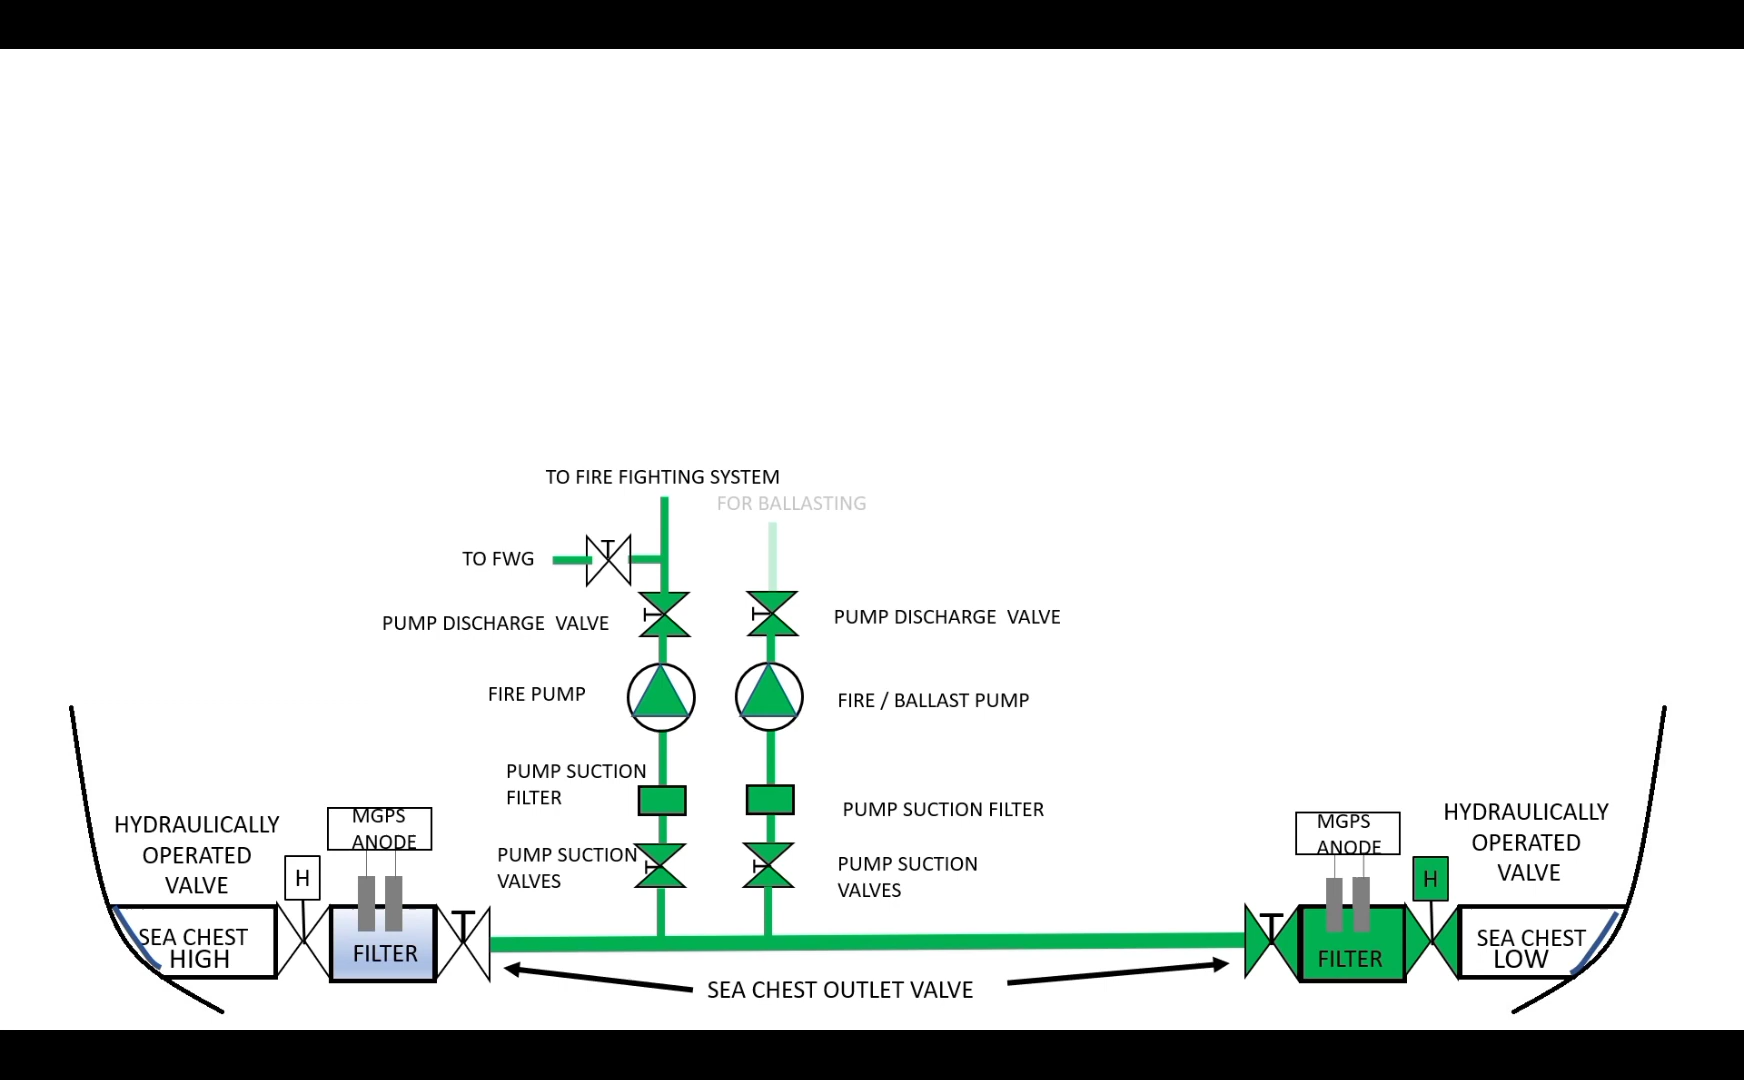 TO FIRE FIGHTING SYSTEM
FOR BALLASTING
TO FWG
T
PUMP DISCHARGE VALVE
T
T
PUMP DISCHARGE VALVE
FIRE PUMP
FIRE / BALLAST PUMP
PUMP SUCTION
FILTER
PUMP SUCTION FILTER
PUMP SUCTION
VALVES
T
T
PUMP SUCTION
VALVES
HYDRAULICALLY
OPERATED
VALVE
H
MGPS
ANODE
T
SEA CHEST
HIGH
FILTER
SEA CHEST OUTLET VALVE
MGPS
ANODE
T
FILTER
H
HYDRAULICALLY
OPERATED
VALVE
SEA CHEST
LOW